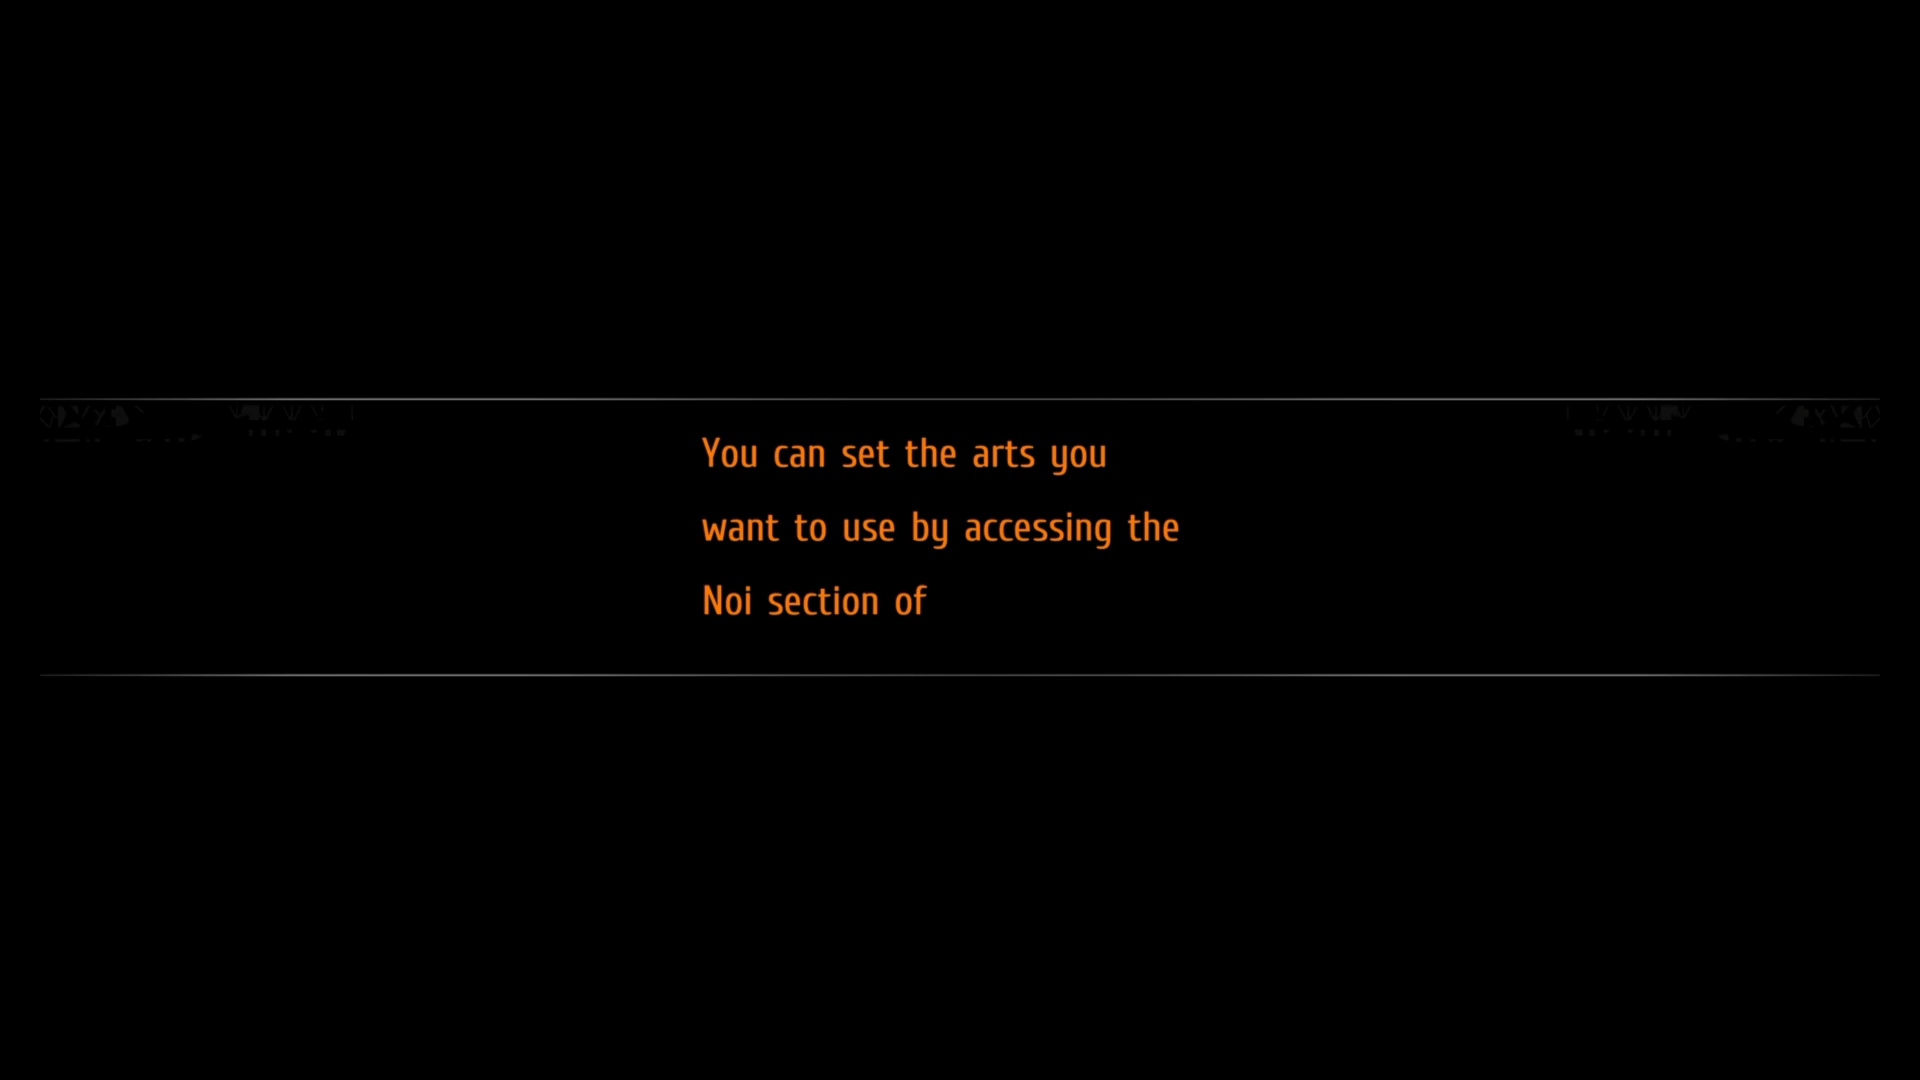 You can set the arts you
want to use by accessing the
Noi section of